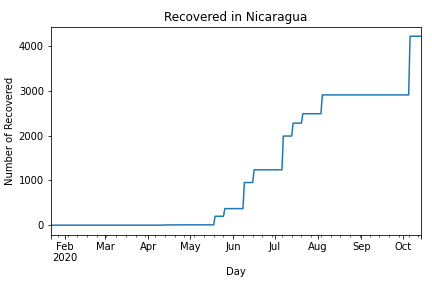 Recovered in Nicaragua
Number of Recovered
4000
3000
2000
1000
0
Feb Mar Apr May Jun Jul Aug Sep Oct
2020
Day